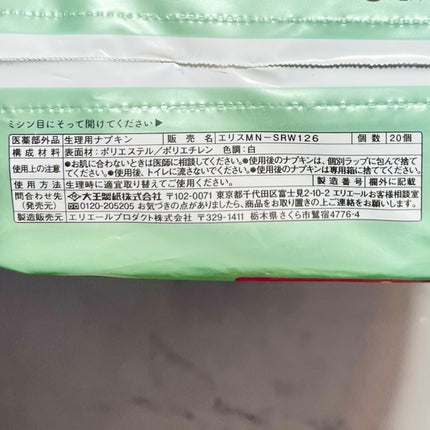 ミシン目にそって開けてください▶
医薬部外品 生理用ナプキン 販売名 エリスMN-SRW126 個数 20個
構成材料 表面材:ポリエステル/ポリエチレン 色調:白
使用上の注意 ●お肌に合わないときは医師に相談してください。●使用後のナプキンは、個別ラップに包んで捨ててください。●使用後、トイレに流さないでください。●使用後のナプキンは専用箱に捨ててください。
使用方法 生理時に適宜取り替えてご使用ください。 製造番号 欄外に記載
問合わせ先(発売元) 大王製紙株式会社 〒102-0071 東京都千代田区富士見2-10-2 エリエールお客様相談室
0120-205205 お気づきの点がありましたら、商品をお取り置きの上ご連絡をお願いします。
製造販売元 エリエールプロダクト株式会社 〒329-1411 栃木県さくら市鷲宿4776-4